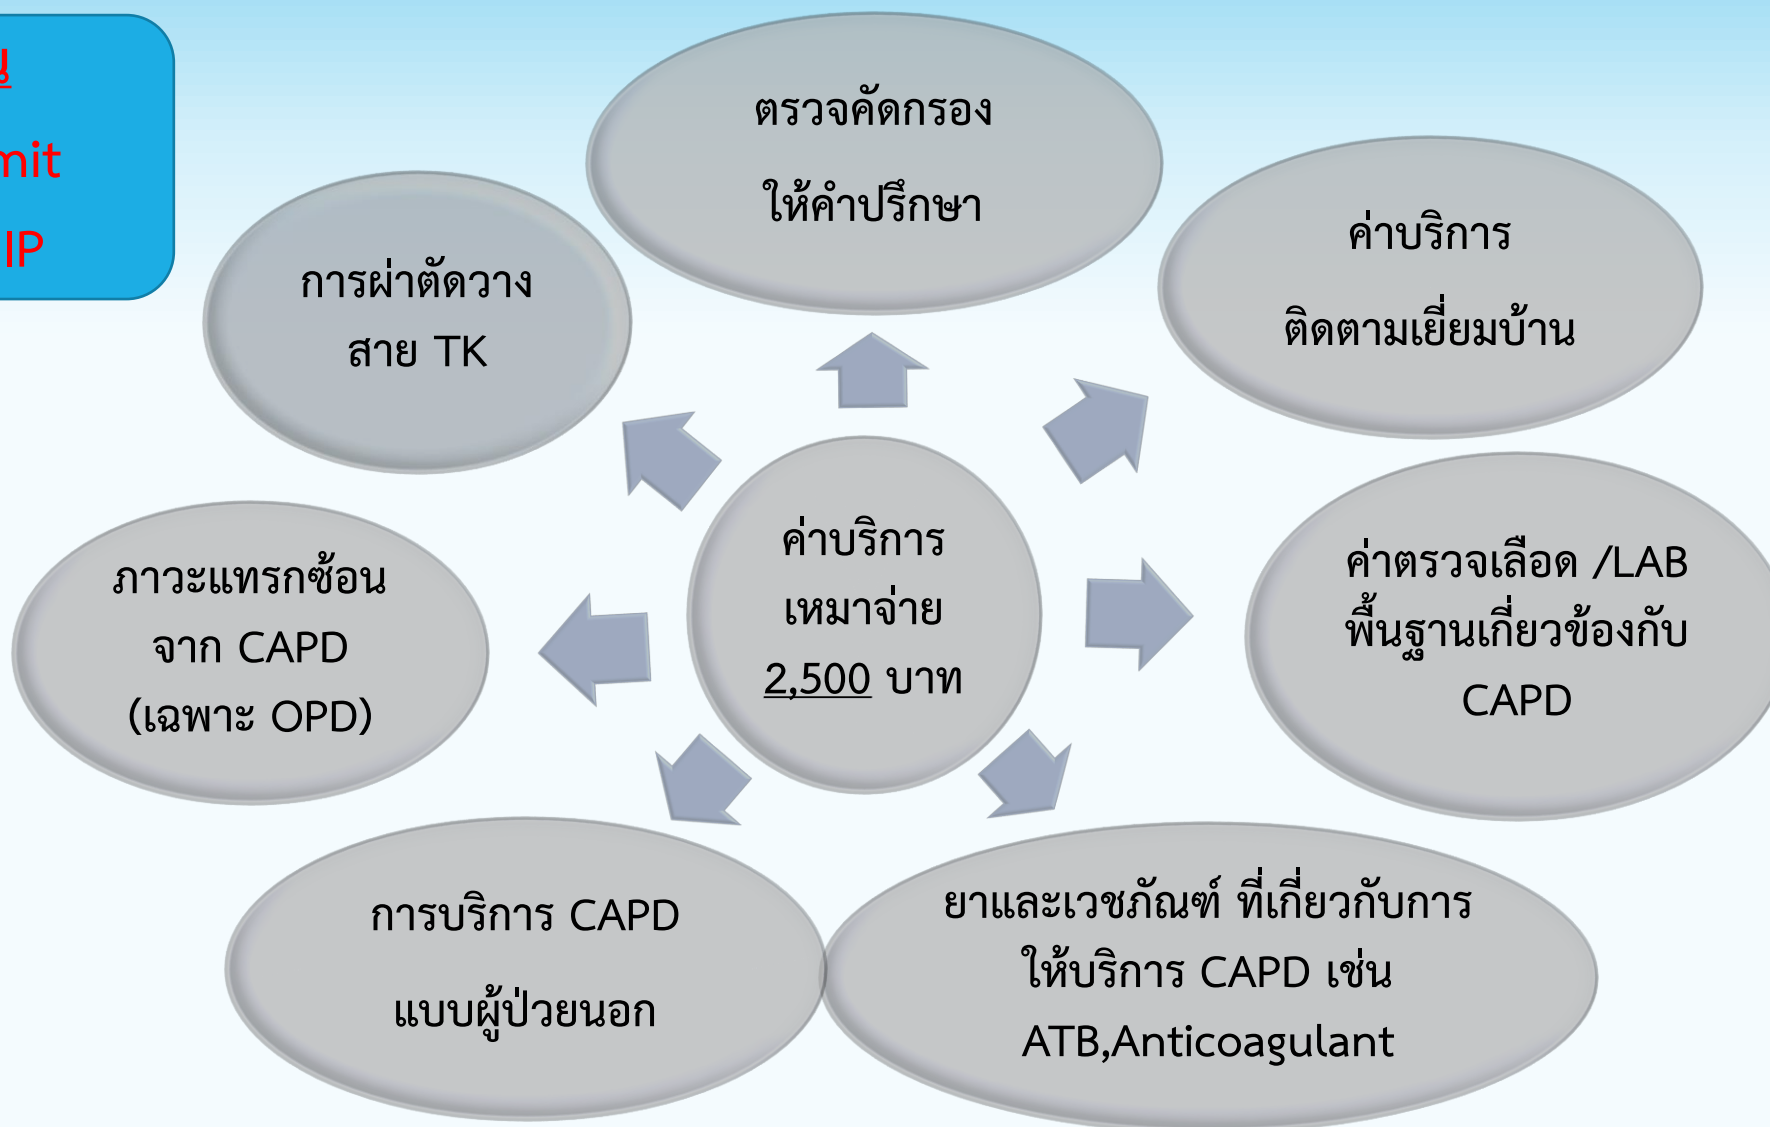 IP
ตรวจคัดกรอง
ให้คำปรึกษา
ค่าบริการ
ติดตามเยี่ยมบ้าน
ค่าตรวจเลือด /LAB
พื้นฐานเกี่ยวข้องกับ
CAPD
ยาและเวชภัณฑ์ ที่เกี่ยวกับการ
ให้บริการ CAPD เช่น
ATB,Anticoagulant
การบริการ CAPD
แบบผู้ป่วยนอก
ภาวะแทรกซ้อน
จาก CAPD
(เฉพาะ OPD)
การผ่าตัดวาง
สาย TK
ค่าบริการ
เหมาจ่าย
2,500 บาท